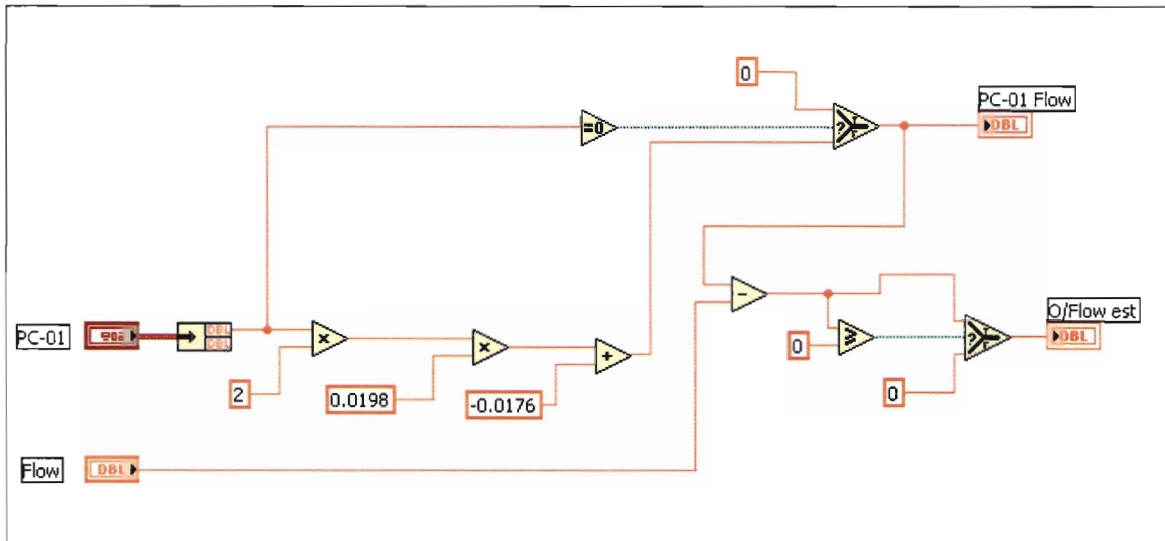 0
PC-01 Flow
=0
?
T
F
DBL
-
O/Flow est
PC-01
DBL
DBL
×
×
+
0
≥
?
T
F
DBL
2
0.0198
-0.0176
0
Flow
DBL